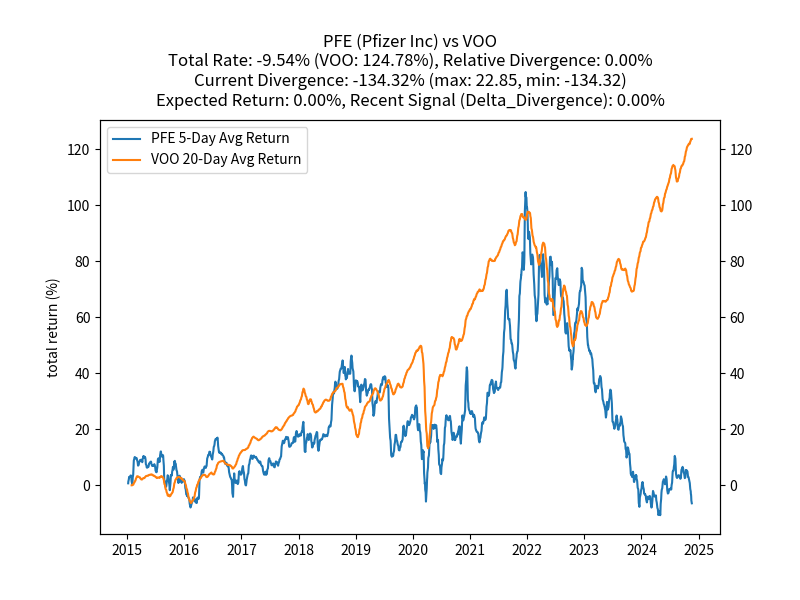 PFE (Pfizer Inc) vs VOO
Total Rate: -9.54% (VOO: 124.78%), Relative Divergence: 0.00%
Current Divergence: -134.32% (max: 22.85, min: -134.32)
Expected Return: 0.00%, Recent Signal (Delta_Divergence): 0.00%
PFE 5-Day Avg Return
VOO 20-Day Avg Return
total return (%)
120
100
80
60
40
20
0
120
100
80
60
40
20
0
2015 2016 2017 2018 2019 2020 2021 2022 2023 2024 2025